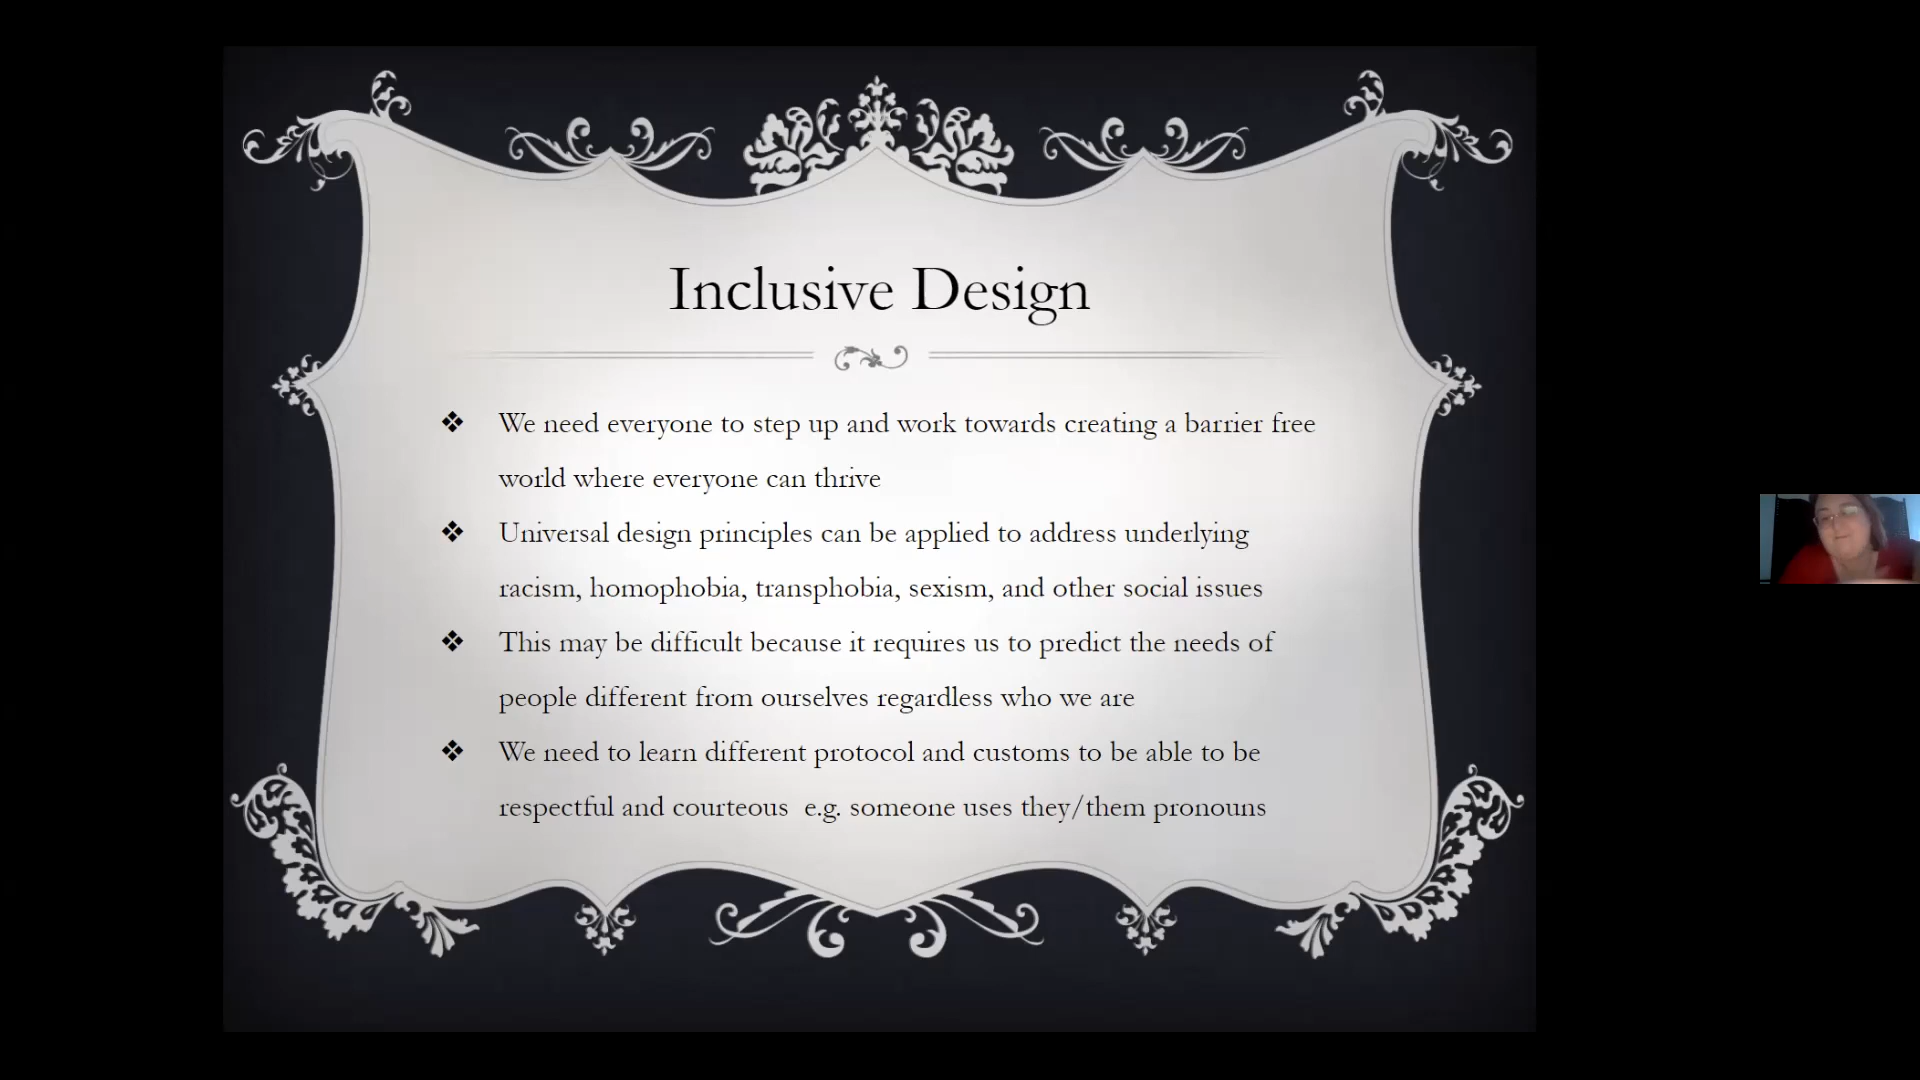 Inclusive Design
❖ We need everyone to step up and work towards creating a barrier free
world where everyone can thrive
❖ Universal design principles can be applied to address underlying
racism, homophobia, transphobia, sexism, and other social issues
❖ This may be difficult because it requires us to predict the needs of
people different from ourselves regardless who we are
❖ We need to learn different protocol and customs to be able to be
respectful and courteous  e.g. someone uses they/them pronouns